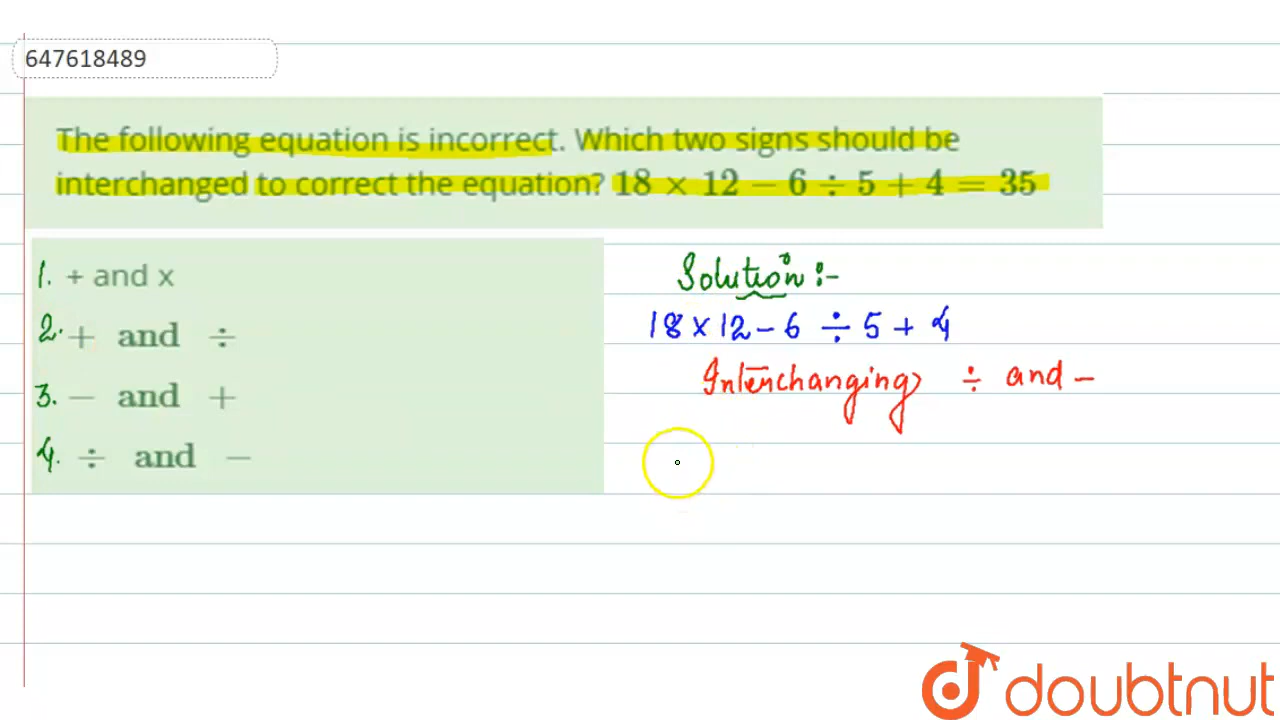 647618489
The following equation is incorrect. Which two signs should be
interchanged to correct the equation? 18 × 12 − 6 ÷ 5 + 4 = 35
1. + and x
2. + and ÷
3. − and +
4. ÷ and −
Solution :-
18 × 12 − 6 ÷ 5 + 4
Interchanging ÷ and −
doubtnut